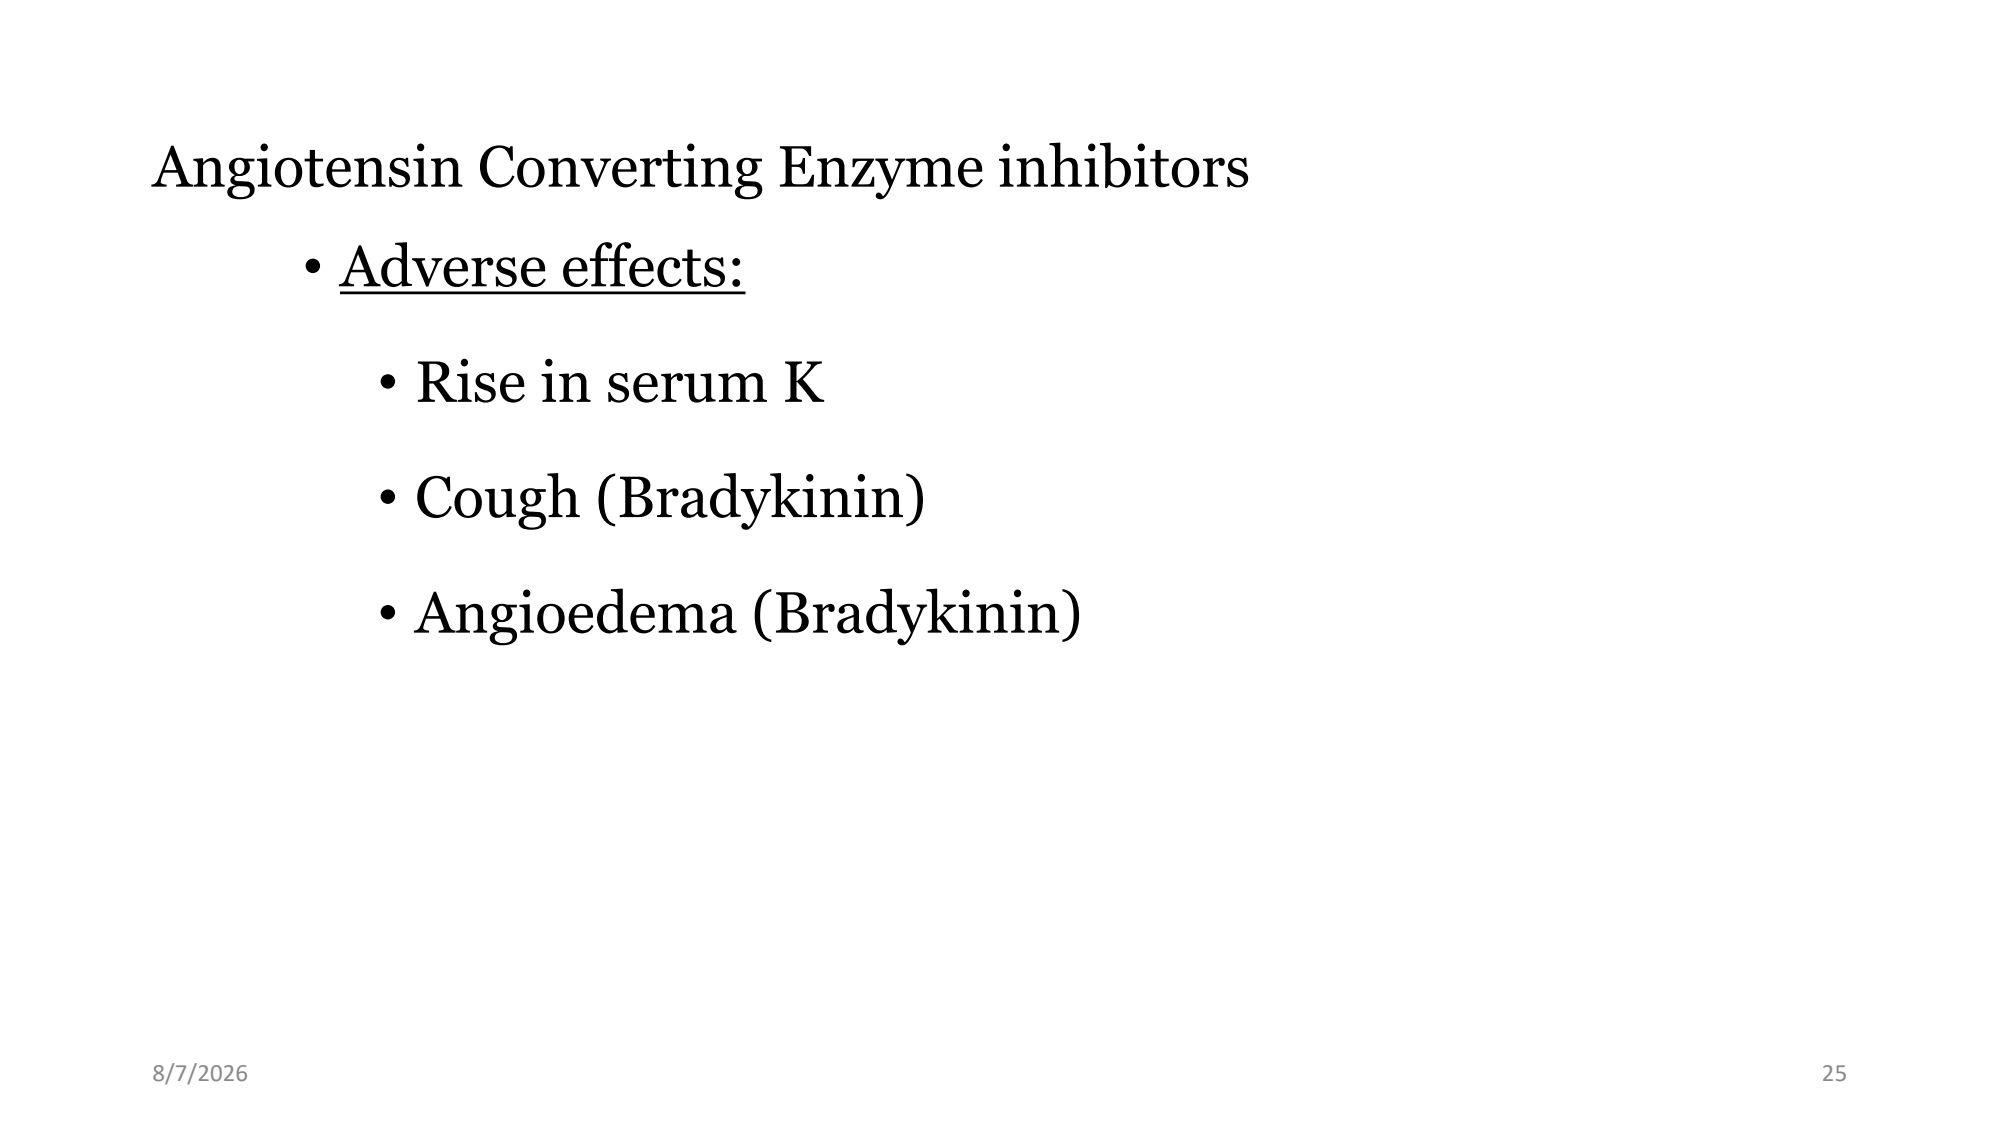 Angiotensin Converting Enzyme inhibitors
• Adverse effects:
• Rise in serum K
• Cough (Bradykinin)
• Angioedema (Bradykinin)
8/7/2026
25